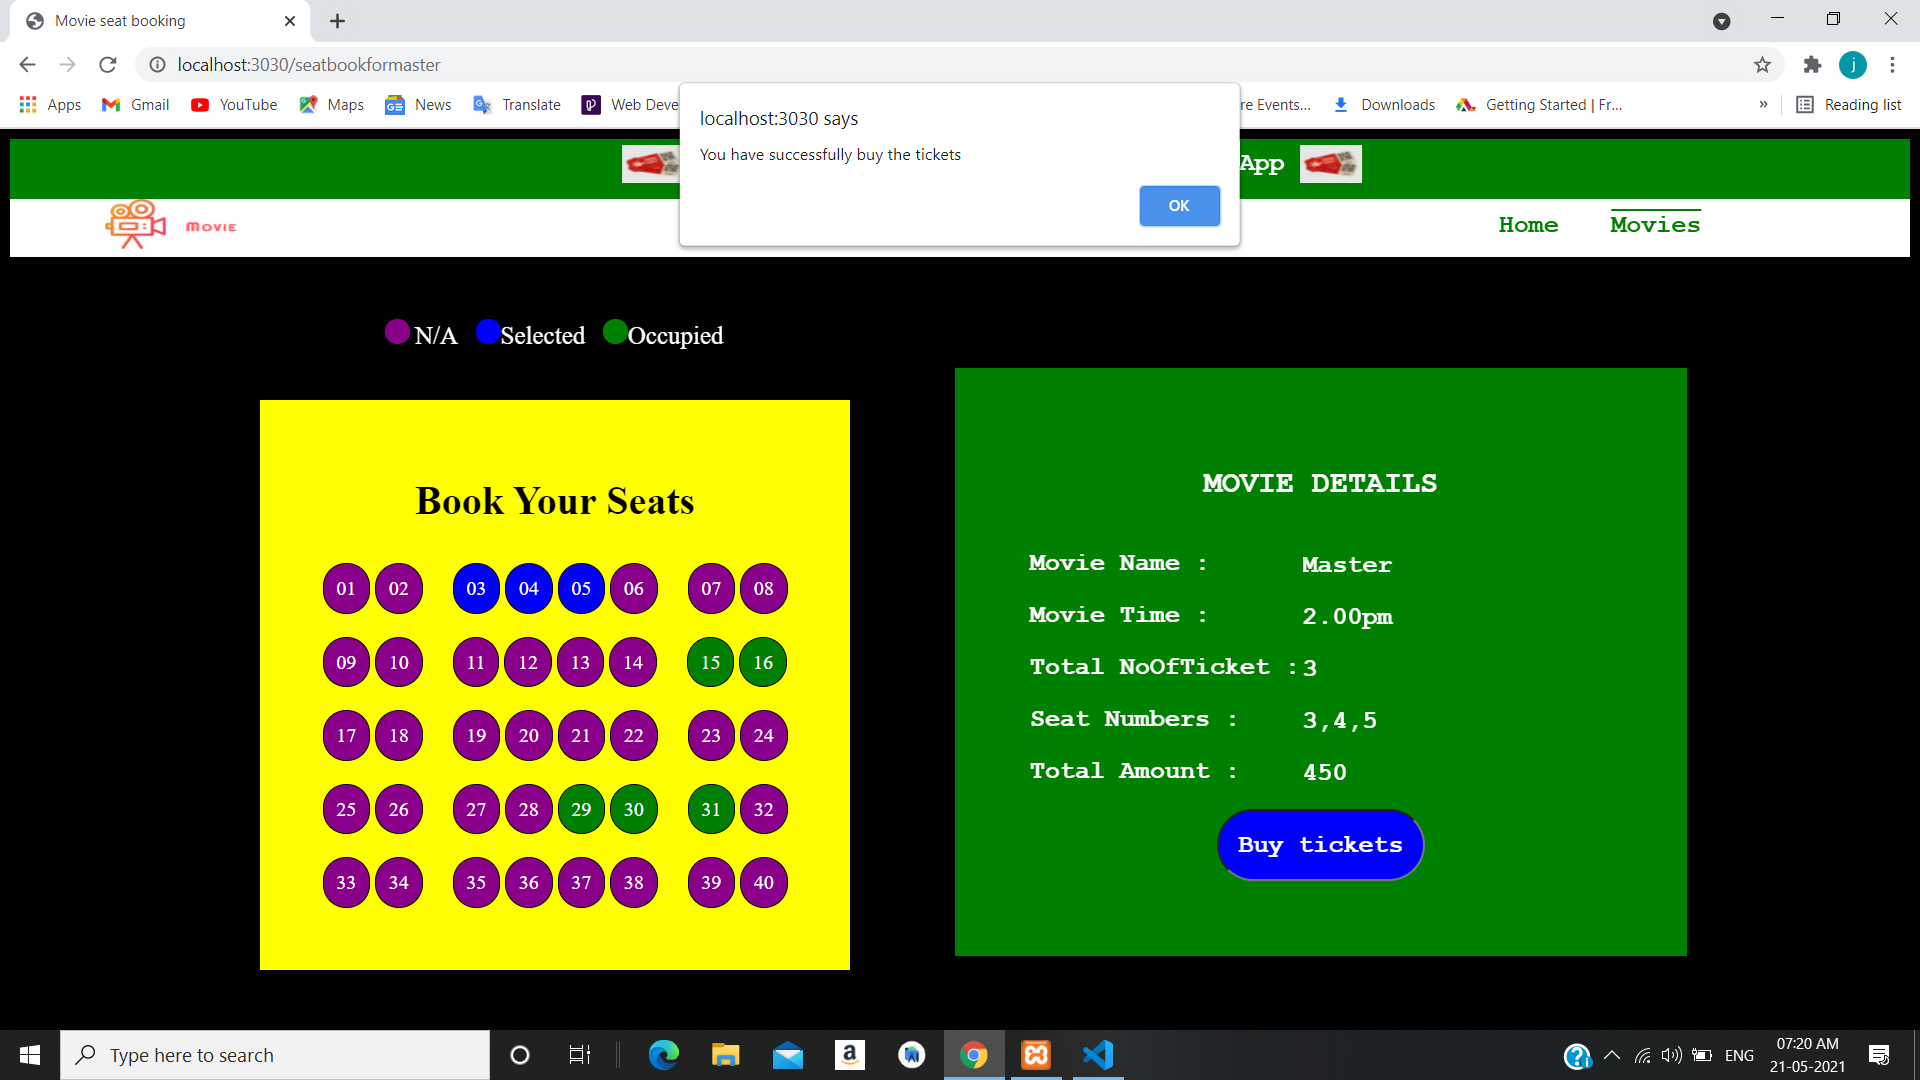 Movie seat booking
localhost:3030/seatbookformaster
Apps Gmail YouTube Maps News Translate Web Deve re Events... Downloads Getting Started | Fr... » Reading list
j
localhost:3030 says
You have successfully buy the tickets
OK
App
MOVIE
Home Movies
N/A Selected Occupied
Book Your Seats
01 02 03 04 05 06 07 08
09 10 11 12 13 14 15 16
17 18 19 20 21 22 23 24
25 26 27 28 29 30 31 32
33 34 35 36 37 38 39 40
MOVIE DETAILS
Movie Name : Master
Movie Time : 2.00pm
Total NoOfTicket : 3
Seat Numbers : 3,4,5
Total Amount : 450
Buy tickets
Type here to search
ENG
07:20 AM
21-05-2021